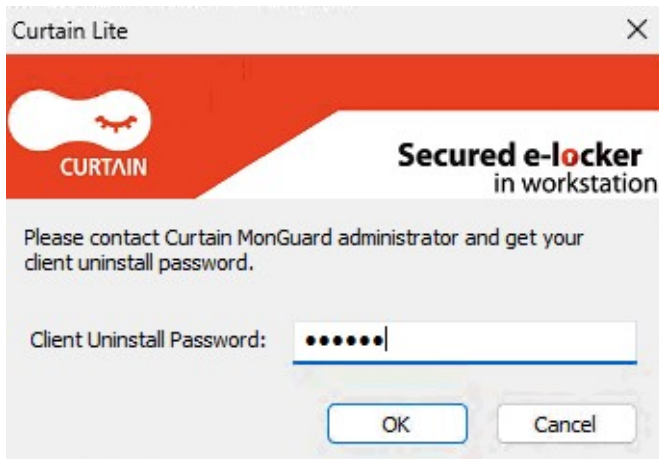 Curtain Lite
CURTAIN
Secured e-locker
in workstation
Please contact Curtain MonGuard administrator and get your
client uninstall password.
Client Uninstall Password: ••••••
OK Cancel